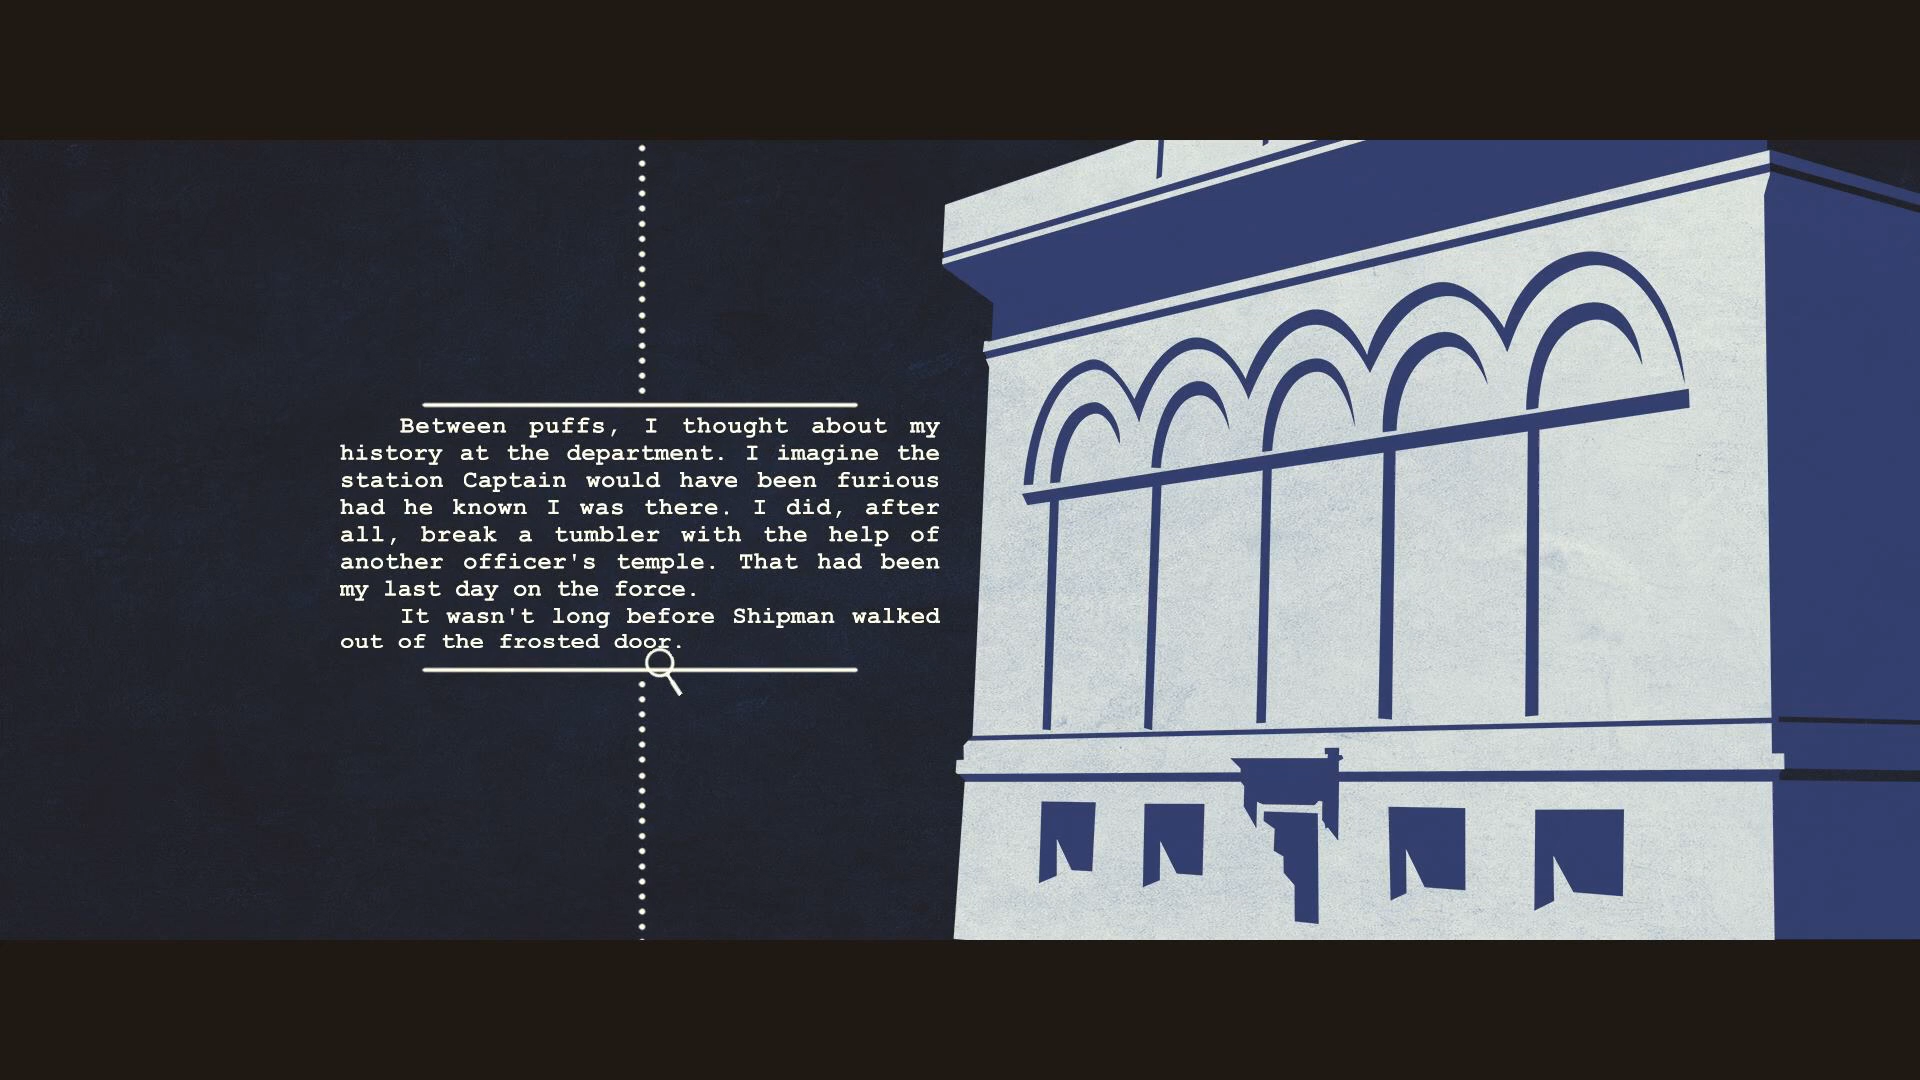 Between puffs, I thought about my
history at the department. I imagine the
station Captain would have been furious
had he known I was there. I did, after
all, break a tumbler with the help of
another officer's temple. That had been
my last day on the force.
It wasn't long before Shipman walked
out of the frosted door.